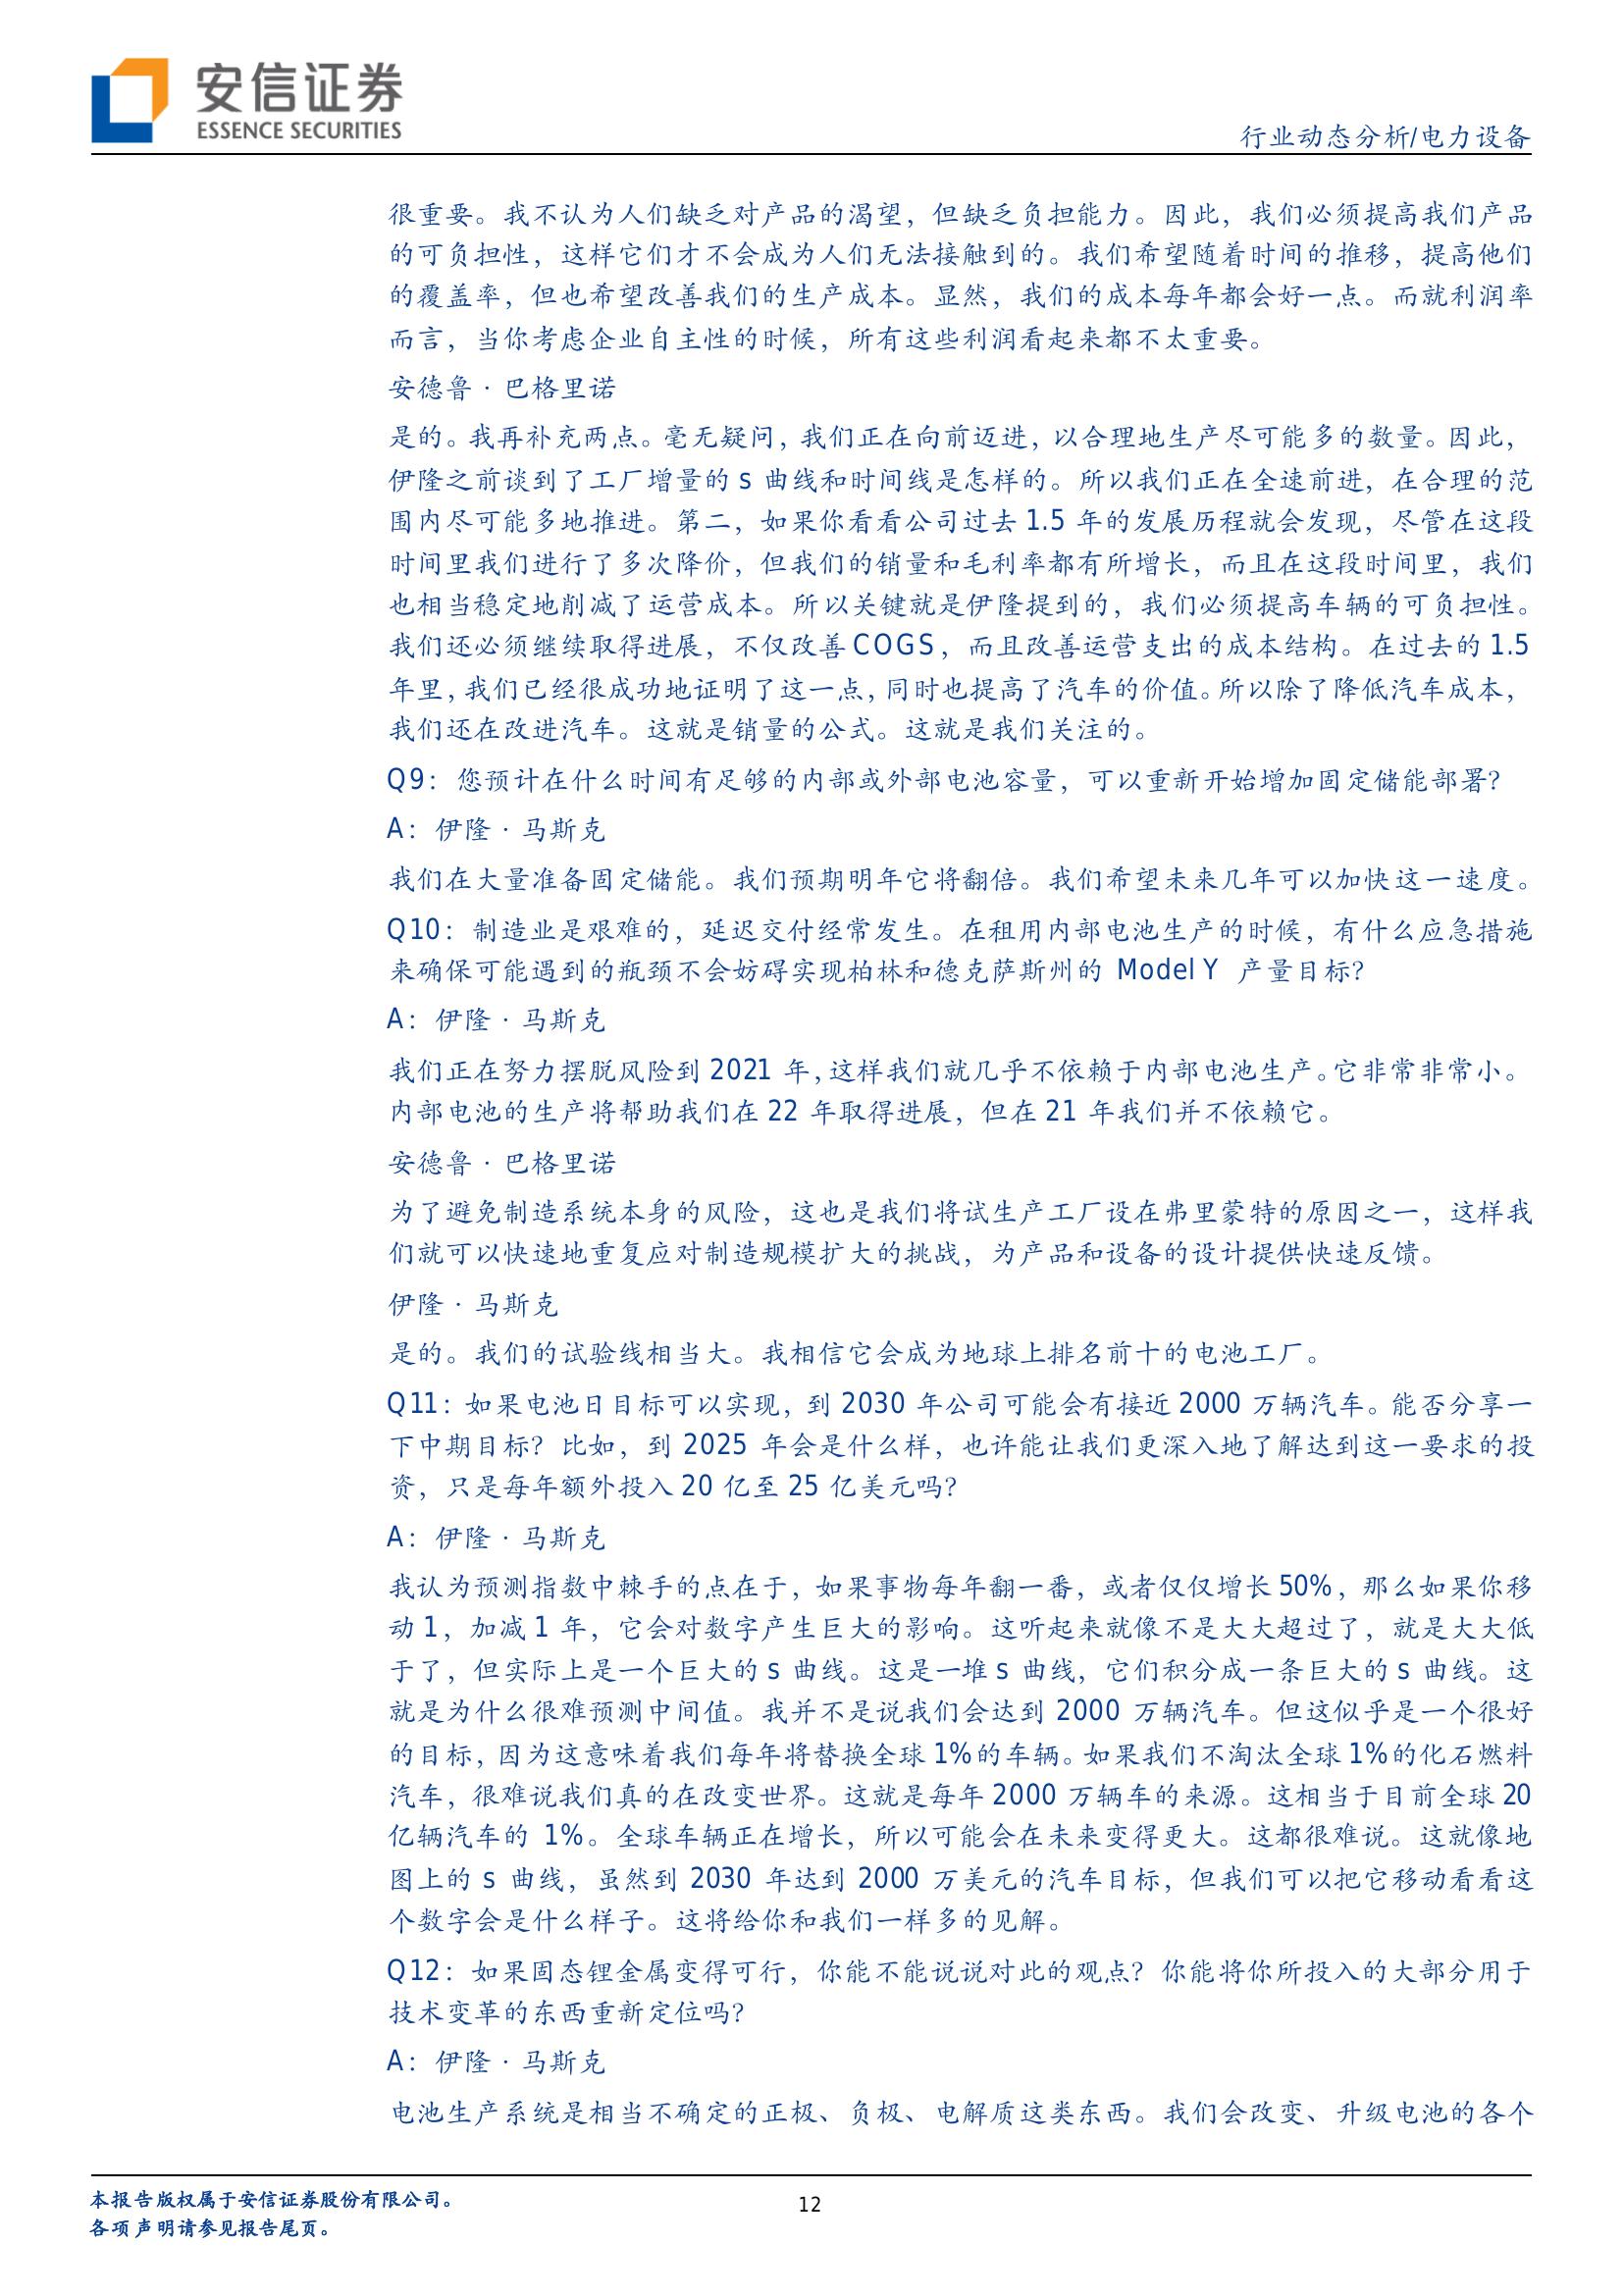 安信证券
ESSENCE SECURITIES
行业动态分析/电力设备
很重要。我不认为人们缺乏对产品的渴望，但缺乏负担能力。因此，我们必须提高我们产品
的可负担性，这样它们才不会成为人们无法接触到的。我们希望随着时间的推移，提高他们
的覆盖率，但也希望改善我们的生产成本。显然，我们的成本每年都会好一点。而就利润率
而言，当你考虑企业自主性的时候，所有这些利润看起来都不太重要。
安德鲁·巴格里诺
是的。我再补充两点。毫无疑问，我们正在向前迈进，以合理地生产尽可能多的数量。因此，
伊隆之前谈到了工厂增量的 s 曲线和时间线是怎样的。所以我们正在全速前进，在合理的范
围内尽可能多地推进。第二，如果你看看公司过去 1.5 年的发展历程就会发现，尽管在这段
时间里我们进行了多次降价，但我们的销量和毛利率都有所增长，而且在这段时间里，我们
也相当稳定地削减了运营成本。所以关键就是伊隆提到的，我们必须提高车辆的可负担性。
我们还必须继续取得进展，不仅改善 COGS，而且改善运营支出的成本结构。在过去的 1.5
年里，我们已经很成功地证明了这一点，同时也提高了汽车的价值。所以除了降低汽车成本，
我们还在改进汽车。这就是销量的公式。这就是我们关注的。
Q9：您预计在什么时间有足够的内部或外部电池容量，可以重新开始增加固定储能部署？
A：伊隆·马斯克
我们在大量准备固定储能。我们预期明年它将翻倍。我们希望未来几年可以加快这一速度。
Q10：制造业是艰难的，延迟交付经常发生。在租用内部电池生产的时候，有什么应急措施
来确保可能遇到的瓶颈不会妨碍实现柏林和德克萨斯州的 Model Y 产量目标？
A：伊隆·马斯克
我们正在努力摆脱风险到 2021 年，这样我们就几乎不依赖于内部电池生产。它非常非常小。
内部电池的生产将帮助我们在 22 年取得进展，但在 21 年我们并不依赖它。
安德鲁·巴格里诺
为了避免制造系统本身的风险，这也是我们将试生产工厂设在弗里蒙特的原因之一，这样我
们就可以快速地重复应对制造规模扩大的挑战，为产品和设备的设计提供快速反馈。
伊隆·马斯克
是的。我们的试验线相当大。我相信它会成为地球上排名前十的电池工厂。
Q11：如果电池日目标可以实现，到 2030 年公司可能会有接近 2000 万辆汽车。能否分享一
下中期目标？比如，到 2025 年会是什么样，也许能让我们更深入地了解达到这一要求的投
资，只是每年额外投入 20 亿至 25 亿美元吗？
A：伊隆·马斯克
我认为预测指数中棘手的点在于，如果事物每年翻一番，或者仅仅增长 50%，那么如果你移
动 1，加减 1 年，它会对数字产生巨大的影响。这听起来就像不是大大超过了，就是大大低
于了，但实际上是一个巨大的 s 曲线。这是一堆 s 曲线，它们积分成一条巨大的 s 曲线。这
就是为什么很难预测中间值。我并不是说我们会达到 2000 万辆汽车。但这似乎是一个很好
的目标，因为这意味着我们每年将替换全球 1%的车辆。如果我们不淘汰全球 1%的化石燃料
汽车，很难说我们真的在改变世界。这就是每年 2000 万辆车的来源。这相当于目前全球 20
亿辆汽车的 1%。全球车辆正在增长，所以可能会在未来变得更大。这都很难说。这就像地
图上的 s 曲线，虽然到 2030 年达到 2000 万美元的汽车目标，但我们可以把它移动看看这
个数字会是什么样子。这将给你和我们一样多的见解。
Q12：如果固态锂金属变得可行，你能不能说说对此的观点？你能将你所投入的大部分用于
技术变革的东西重新定位吗？
A：伊隆·马斯克
电池生产系统是相当不确定的正极、负极、电解质这类东西。我们会改变、升级电池的各个
本报告版权属于安信证券股份有限公司。
各项声明请参见报告尾页。
12